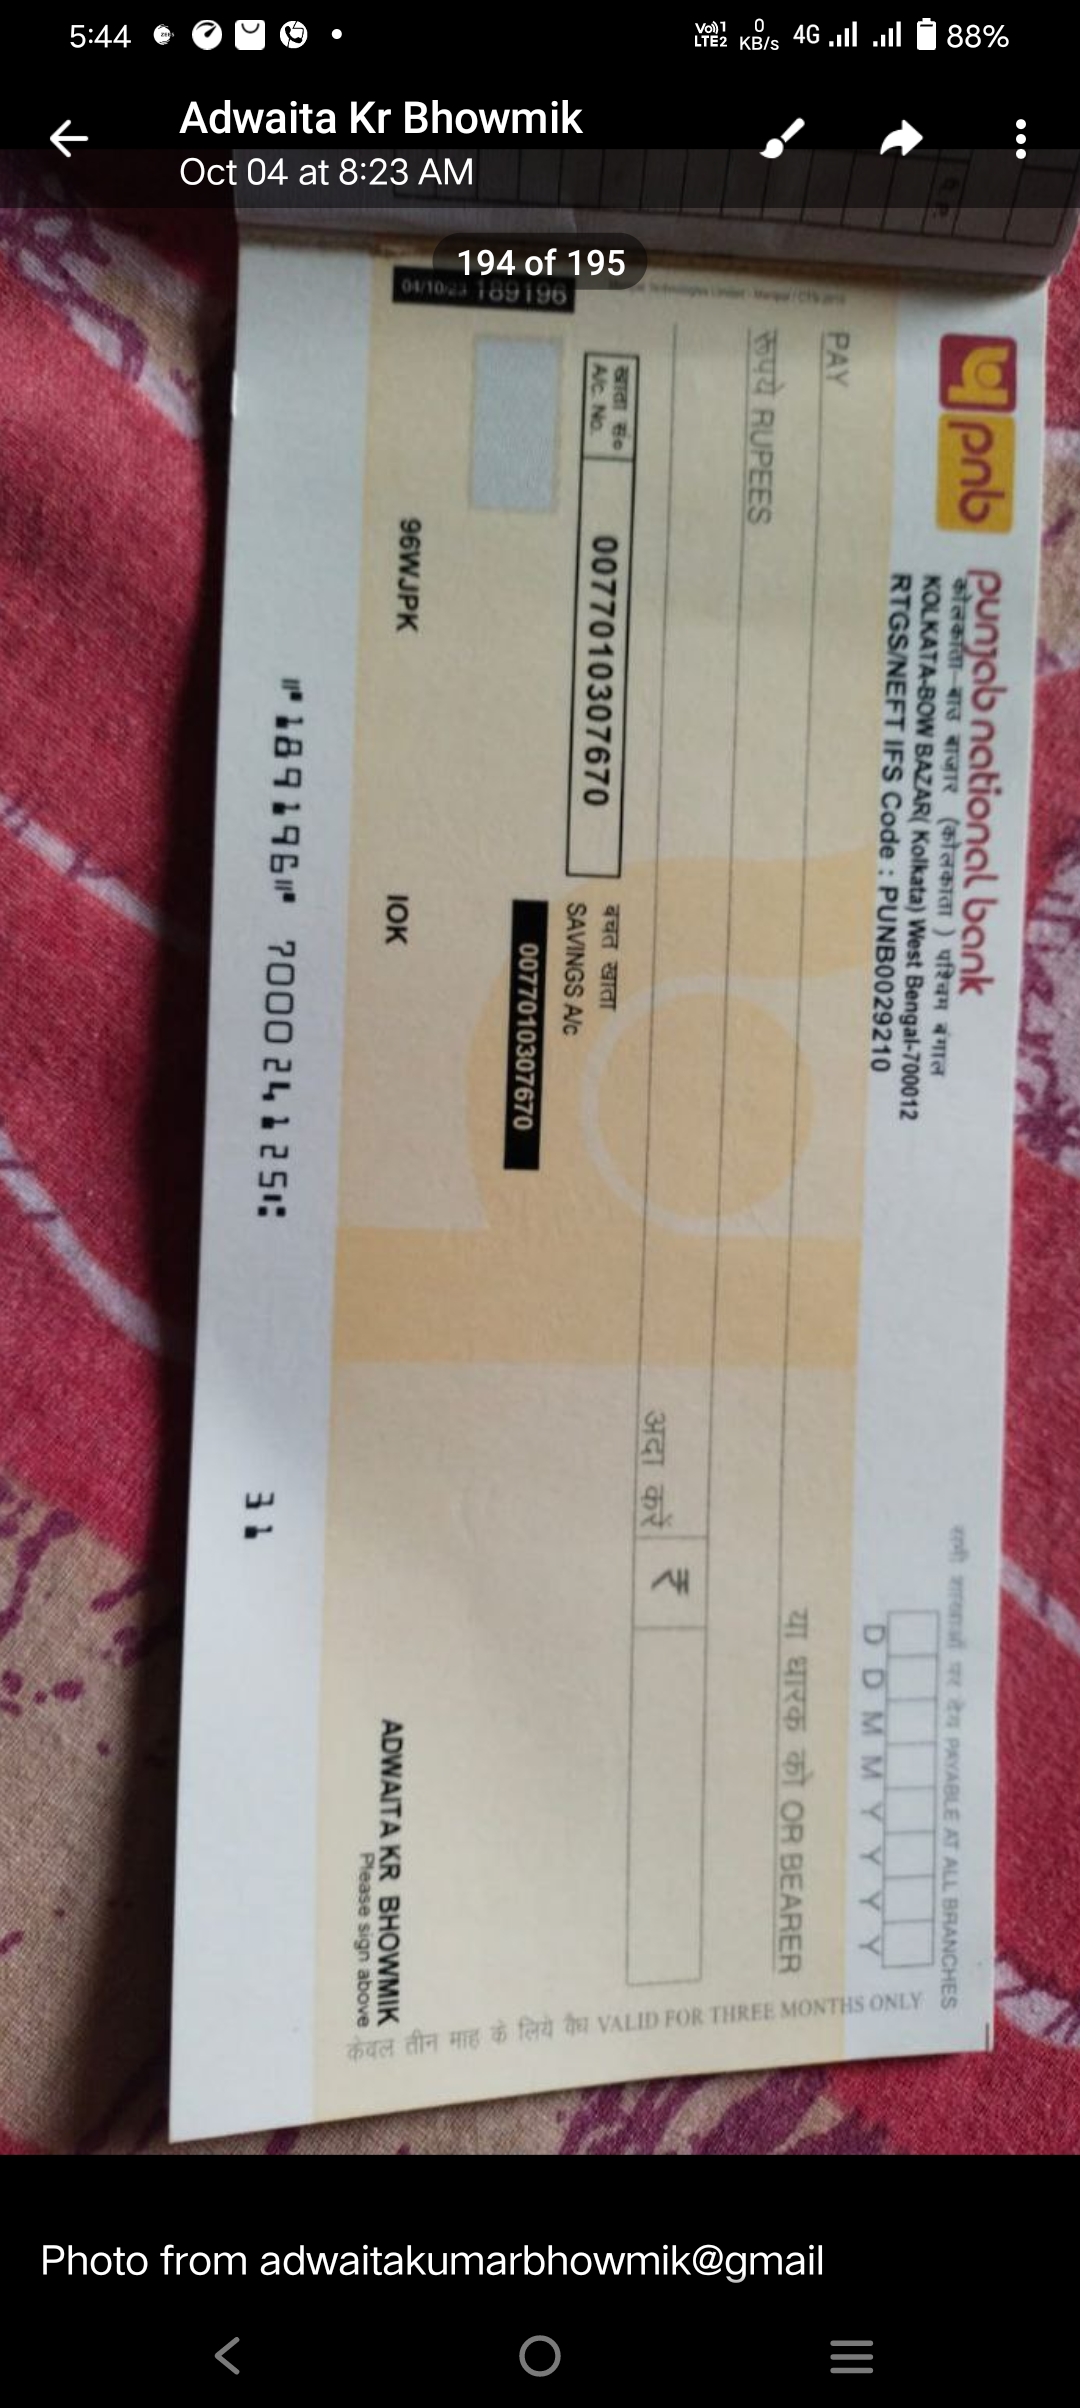 5:44
Vo)) 1 LTE2 0 KB/s 4G 88%
Adwaita Kr Bhowmik
Oct 04 at 8:23 AM
194 of 195
pnb
punjab national bank
कोलकाता-बाउ बाज़ार (कोलकाता ) पश्चिम बंगाल
KOLKATA-BOW BAZAR( Kolkata) West Bengal-700012
RTGS/NEFT IFS Code : PUNB0029210
सभी शाखाओं पर देय PAYABLE AT ALL BRANCHES
D D M M Y Y Y Y
PAY
या धारक को OR BEARER
रूपये RUPEES
अदा करें ₹
खाता सं०
A/c. No.
0077010307670
बचत खाता
SAVINGS A/c
0077010307670
04/10/23 189196
96WJPK
IOK
ADWAITA KR BHOWMIK
Please sign above
केवल तीन माह के लिये वैध VALID FOR THREE MONTHS ONLY
⑈189196⑈ 700024125⑆ 31
Photo from adwaitakumarbhowmik@gmail